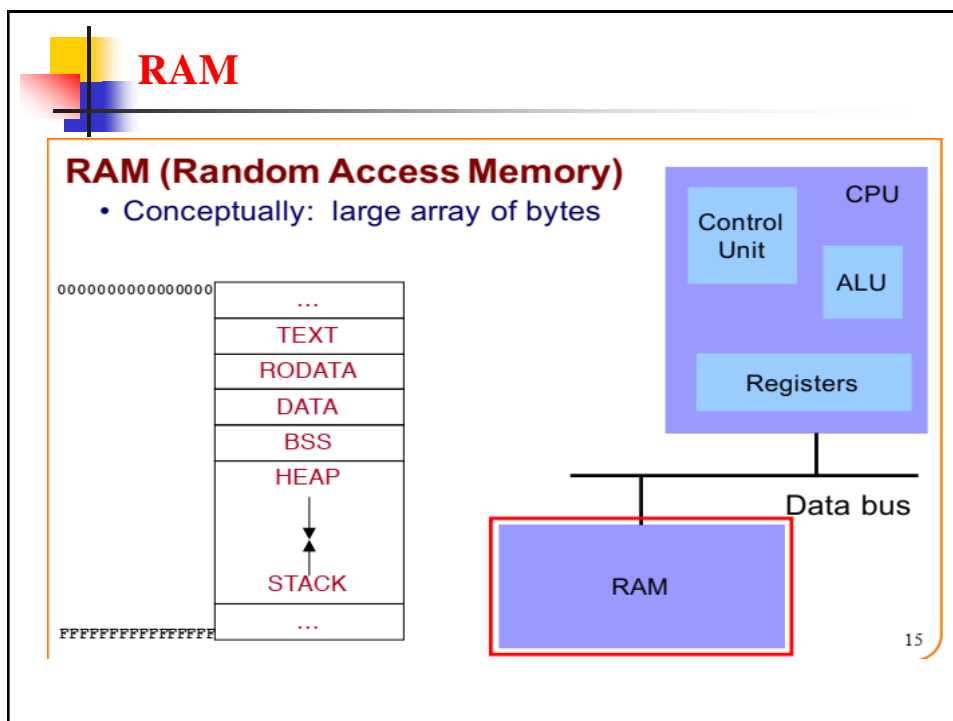 RAM
RAM (Random Access Memory)
• Conceptually: large array of bytes
0000000000000000
...
TEXT
RODATA
DATA
BSS
HEAP
STACK
...
FFFFFFFFFFFFFFFF
CPU
Control
Unit
ALU
Registers
Data bus
RAM
15